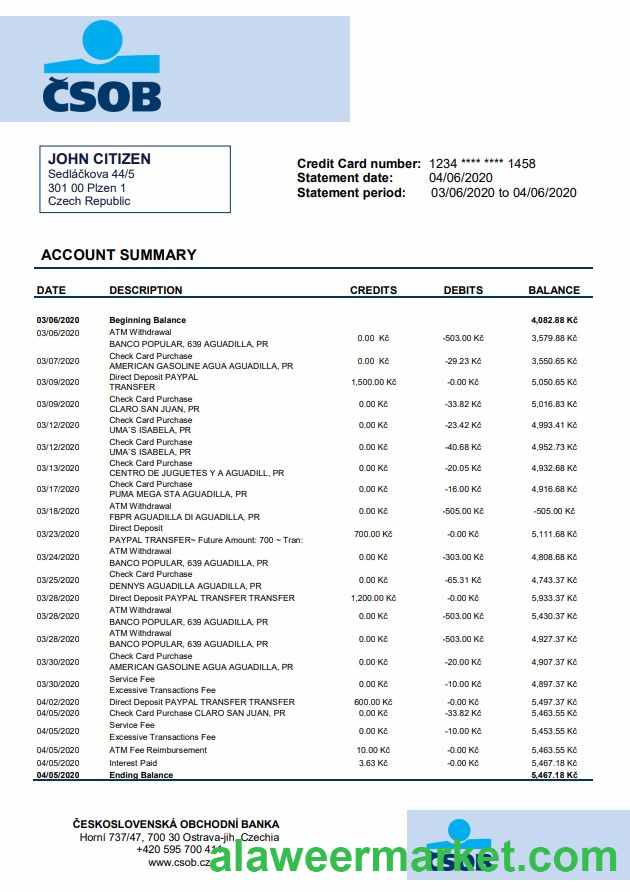 ČSOB
JOHN CITIZEN
Sedláčkova 44/5
301 00 Plzen 1
Czech Republic
Credit Card number: 1234 **** **** 1458
Statement date: 04/06/2020
Statement period: 03/06/2020 to 04/06/2020
ACCOUNT SUMMARY
DATE DESCRIPTION CREDITS DEBITS BALANCE
03/06/2020 Beginning Balance 4,082.88 Kč
03/06/2020 ATM Withdrawal
BANCO POPULAR, 639 AGUADILLA, PR 0.00 Kč -503.00 Kč 3,579.88 Kč
03/07/2020 Check Card Purchase
AMERICAN GASOLINE AGUA AGUADILLA, PR 0.00 Kč -29.23 Kč 3,550.65 Kč
03/09/2020 Direct Deposit PAYPAL
TRANSFER 1,500.00 Kč -0.00 Kč 5,050.65 Kč
03/09/2020 Check Card Purchase
CLARO SAN JUAN, PR 0.00 Kč -33.82 Kč 5,016.83 Kč
03/12/2020 Check Card Purchase
UMA´S ISABELA, PR 0.00 Kč -23.42 Kč 4,993.41 Kč
03/12/2020 Check Card Purchase
UMA´S ISABELA, PR 0.00 Kč -40.68 Kč 4,952.73 Kč
03/13/2020 Check Card Purchase
CENTRO DE JUGUETES Y A AGUADILL, PR 0.00 Kč -20.05 Kč 4,932.68 Kč
03/17/2020 Check Card Purchase
PUMA MEGA STA AGUADILLA, PR 0.00 Kč -16.00 Kč 4,916.68 Kč
03/18/2020 ATM Withdrawal
FBPR AGUADILLA DI AGUADILLA, PR 0.00 Kč -505.00 Kč -505.00 Kč
03/23/2020 Direct Deposit
PAYPAL TRANSFER~ Future Amount: 700 ~ Tran: 700.00 Kč -0.00 Kč 5,111.68 Kč
03/24/2020 ATM Withdrawal
BANCO POPULAR, 639 AGUADILLA, PR 0.00 Kč -303.00 Kč 4,808.68 Kč
03/25/2020 Check Card Purchase
DENNYS AGUADILLA AGUADILLA, PR 0.00 Kč -65.31 Kč 4,743.37 Kč
03/28/2020 Direct Deposit PAYPAL TRANSFER TRANSFER 1,200.00 Kč -0.00 Kč 5,933.37 Kč
03/28/2020 ATM Withdrawal
BANCO POPULAR, 639 AGUADILLA, PR 0.00 Kč -503.00 Kč 5,430.37 Kč
03/28/2020 ATM Withdrawal
BANCO POPULAR, 639 AGUADILLA, PR 0.00 Kč -503.00 Kč 4,927.37 Kč
03/30/2020 Check Card Purchase
AMERICAN GASOLINE AGUA AGUADILLA, PR 0.00 Kč -20.00 Kč 4,907.37 Kč
03/30/2020 Service Fee
Excessive Transactions Fee 0.00 Kč -10.00 Kč 4,897.37 Kč
04/02/2020 Direct Deposit PAYPAL TRANSFER TRANSFER 600.00 Kč -0.00 Kč 5,497.37 Kč
04/05/2020 Check Card Purchase CLARO SAN JUAN, PR 0.00 Kč -33.82 Kč 5,463.55 Kč
04/05/2020 Service Fee
Excessive Transactions Fee 0.00 Kč -10.00 Kč 5,453.55 Kč
04/05/2020 ATM Fee Reimbursement 10.00 Kč -0.00 Kč 5,463.55 Kč
04/05/2020 Interest Paid 3.63 Kč -0.00 Kč 5,467.18 Kč
04/05/2020 Ending Balance 5,467.18 Kč
ČESKOSLOVENSKÁ OBCHODNÍ BANKA
Horní 737/47, 700 30 Ostrava-jih, Czechia
+420 595 700 411
www.csob.cz
ČSOB
alaweermarket.com